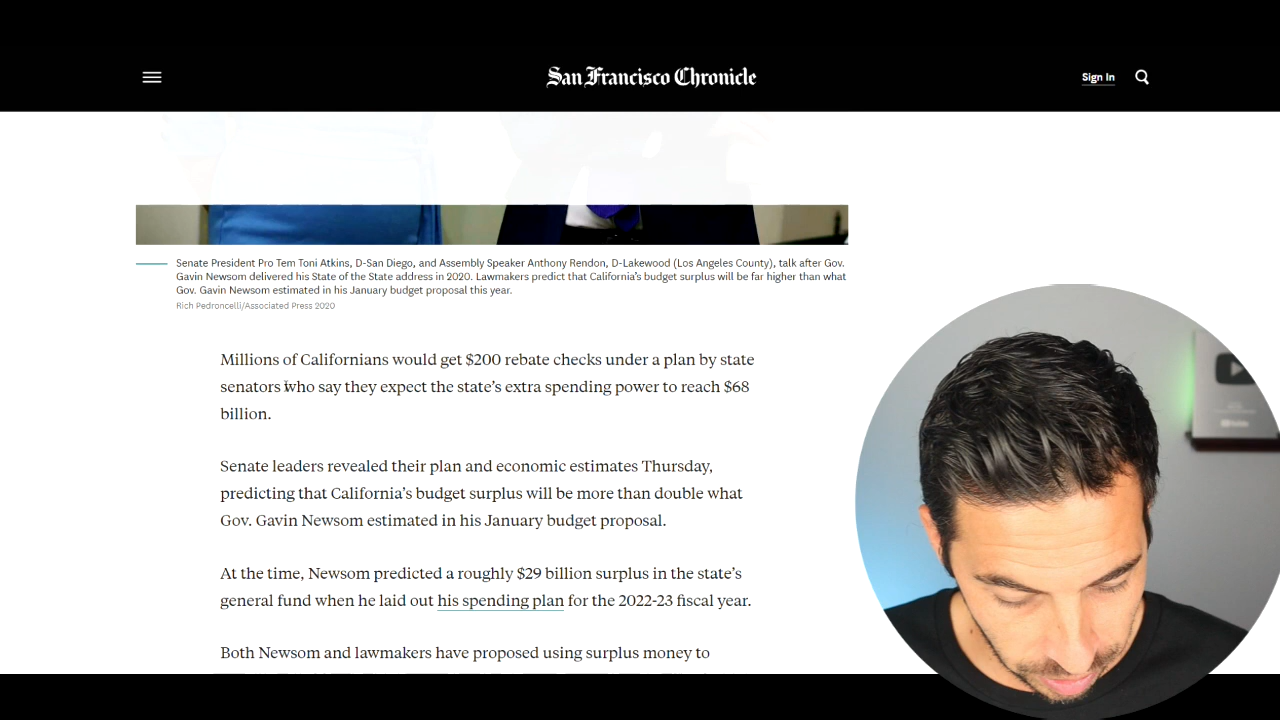 San Francisco Chronicle
Sign In
Senate President Pro Tem Toni Atkins, D-San Diego, and Assembly Speaker Anthony Rendon, D-Lakewood (Los Angeles County), talk after Gov.
Gavin Newsom delivered his State of the State address in 2020. Lawmakers predict that California's budget surplus will be far higher than what
Gov. Gavin Newsom estimated in his January budget proposal this year.
Rich Pedroncelli/Associated Press 2020
Millions of Californians would get $200 rebate checks under a plan by state
senators who say they expect the state's extra spending power to reach $68
billion.
Senate leaders revealed their plan and economic estimates Thursday,
predicting that California's budget surplus will be more than double what
Gov. Gavin Newsom estimated in his January budget proposal.
At the time, Newsom predicted a roughly $29 billion surplus in the state's
general fund when he laid out his spending plan for the 2022-23 fiscal year.
Both Newsom and lawmakers have proposed using surplus money to